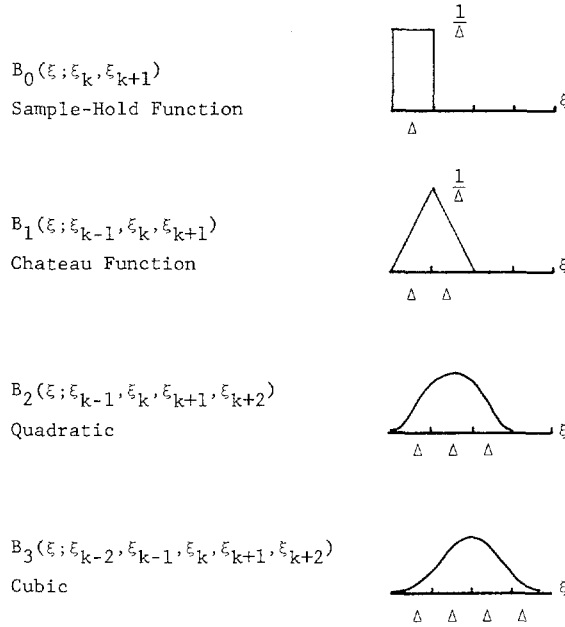 1/Δ
B₀(ξ;ξₖ,ξₖ₊₁)
ξ
Sample-Hold Function
Δ
1/Δ
B₁(ξ;ξₖ₋₁,ξₖ,ξₖ₊₁)
Chateau Function
ξ
Δ Δ
B₂(ξ;ξₖ₋₁,ξₖ,ξₖ₊₁,ξₖ₊₂)
Quadratic
ξ
Δ Δ Δ
B₃(ξ;ξₖ₋₂,ξₖ₋₁,ξₖ,ξₖ₊₁,ξₖ₊₂)
Cubic
ξ
Δ Δ Δ Δ